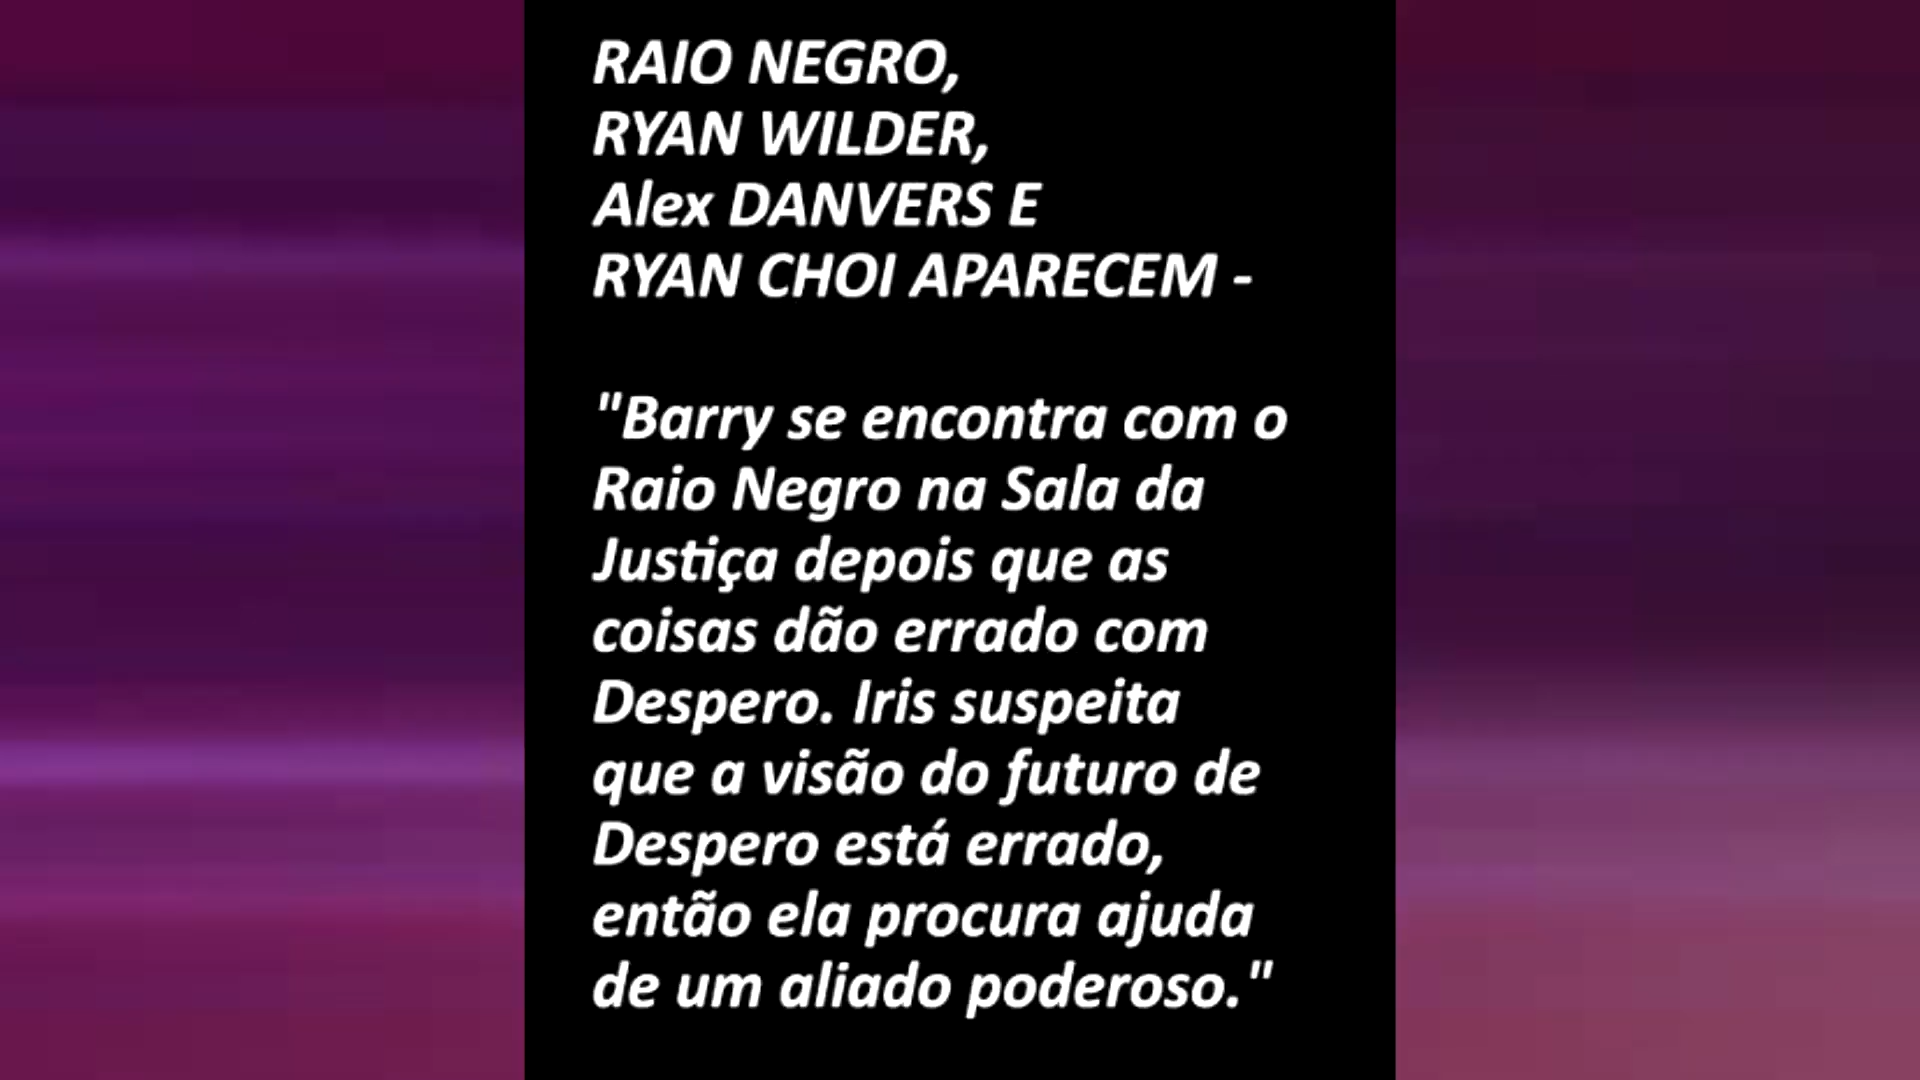 RAIO NEGRO,
RYAN WILDER,
Alex DANVERS E
RYAN CHOI APARECEM -
"Barry se encontra com o
Raio Negro na Sala da
Justiça depois que as
coisas dão errado com
Despero. Iris suspeita
que a visão do futuro de
Despero está errado,
então ela procura ajuda
de um aliado poderoso."